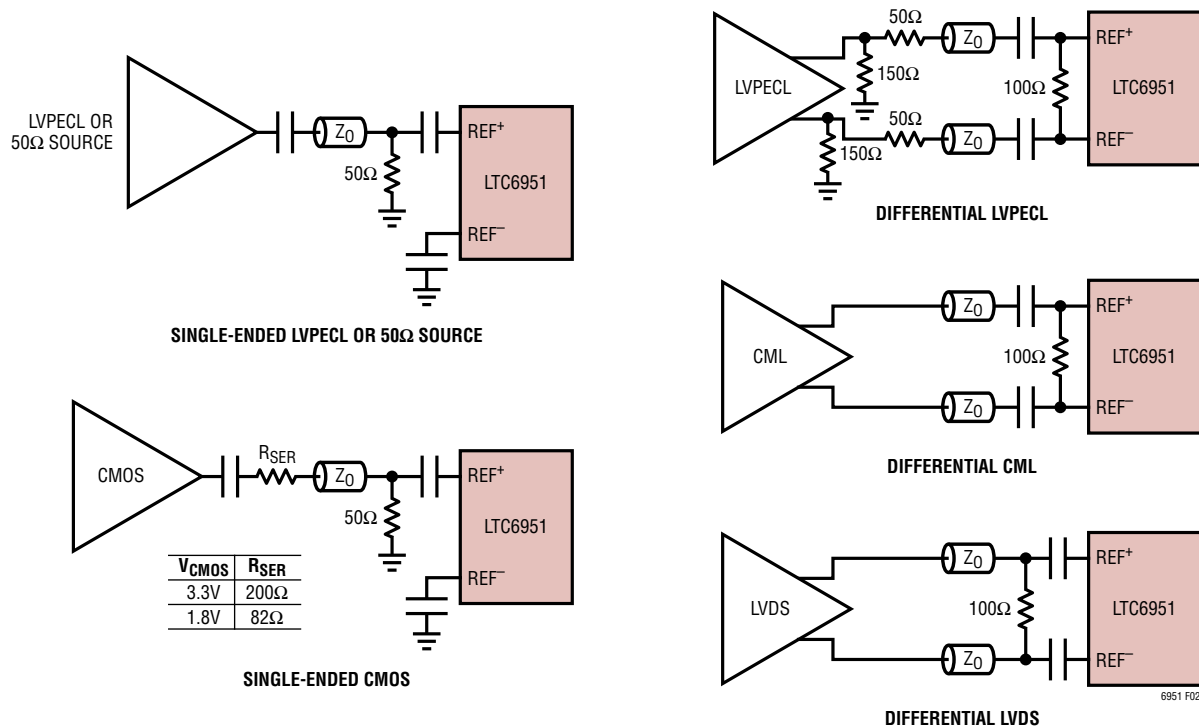 LVPECL OR
50Ω SOURCE
Z0
50Ω
REF+
LTC6951
REF–
SINGLE-ENDED LVPECL OR 50Ω SOURCE
CMOS
RSER
Z0
50Ω
REF+
LTC6951
REF–
VCMOS RSER
3.3V 200Ω
1.8V 82Ω
SINGLE-ENDED CMOS
LVPECL
50Ω
150Ω
Z0
50Ω
150Ω
Z0
100Ω
REF+
LTC6951
REF–
DIFFERENTIAL LVPECL
CML
Z0
Z0
100Ω
REF+
LTC6951
REF–
DIFFERENTIAL CML
LVDS
Z0
Z0
100Ω
REF+
LTC6951
REF–
6951 F02
DIFFERENTIAL LVDS